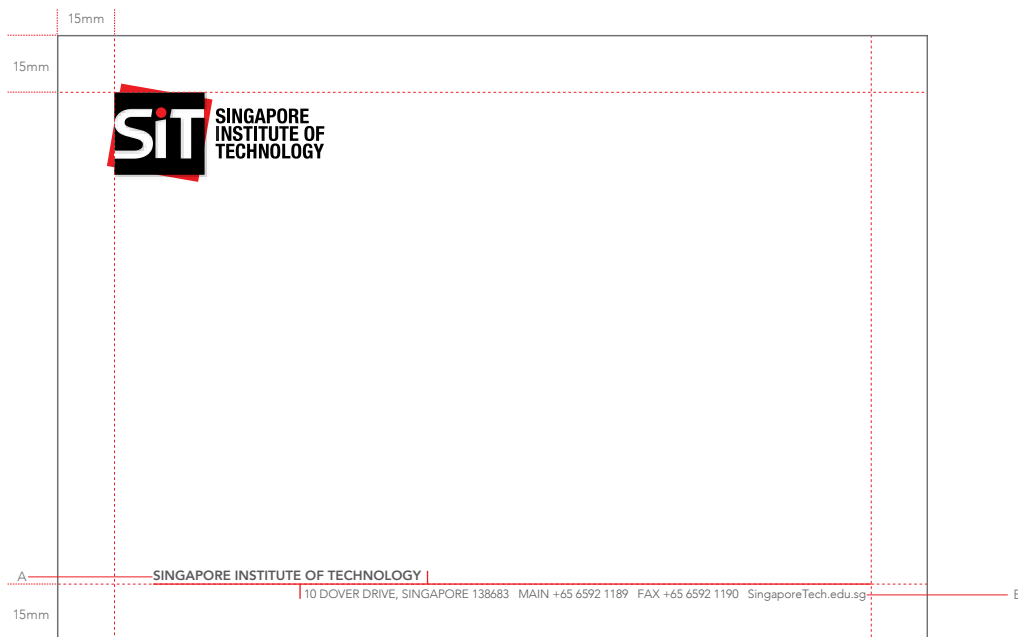 15mm
15mm
SiT SINGAPORE
INSTITUTE OF
TECHNOLOGY
A
SINGAPORE INSTITUTE OF TECHNOLOGY
10 DOVER DRIVE, SINGAPORE 138683 MAIN +65 6592 1189 FAX +65 6592 1190 SingaporeTech.edu.sg
15mm